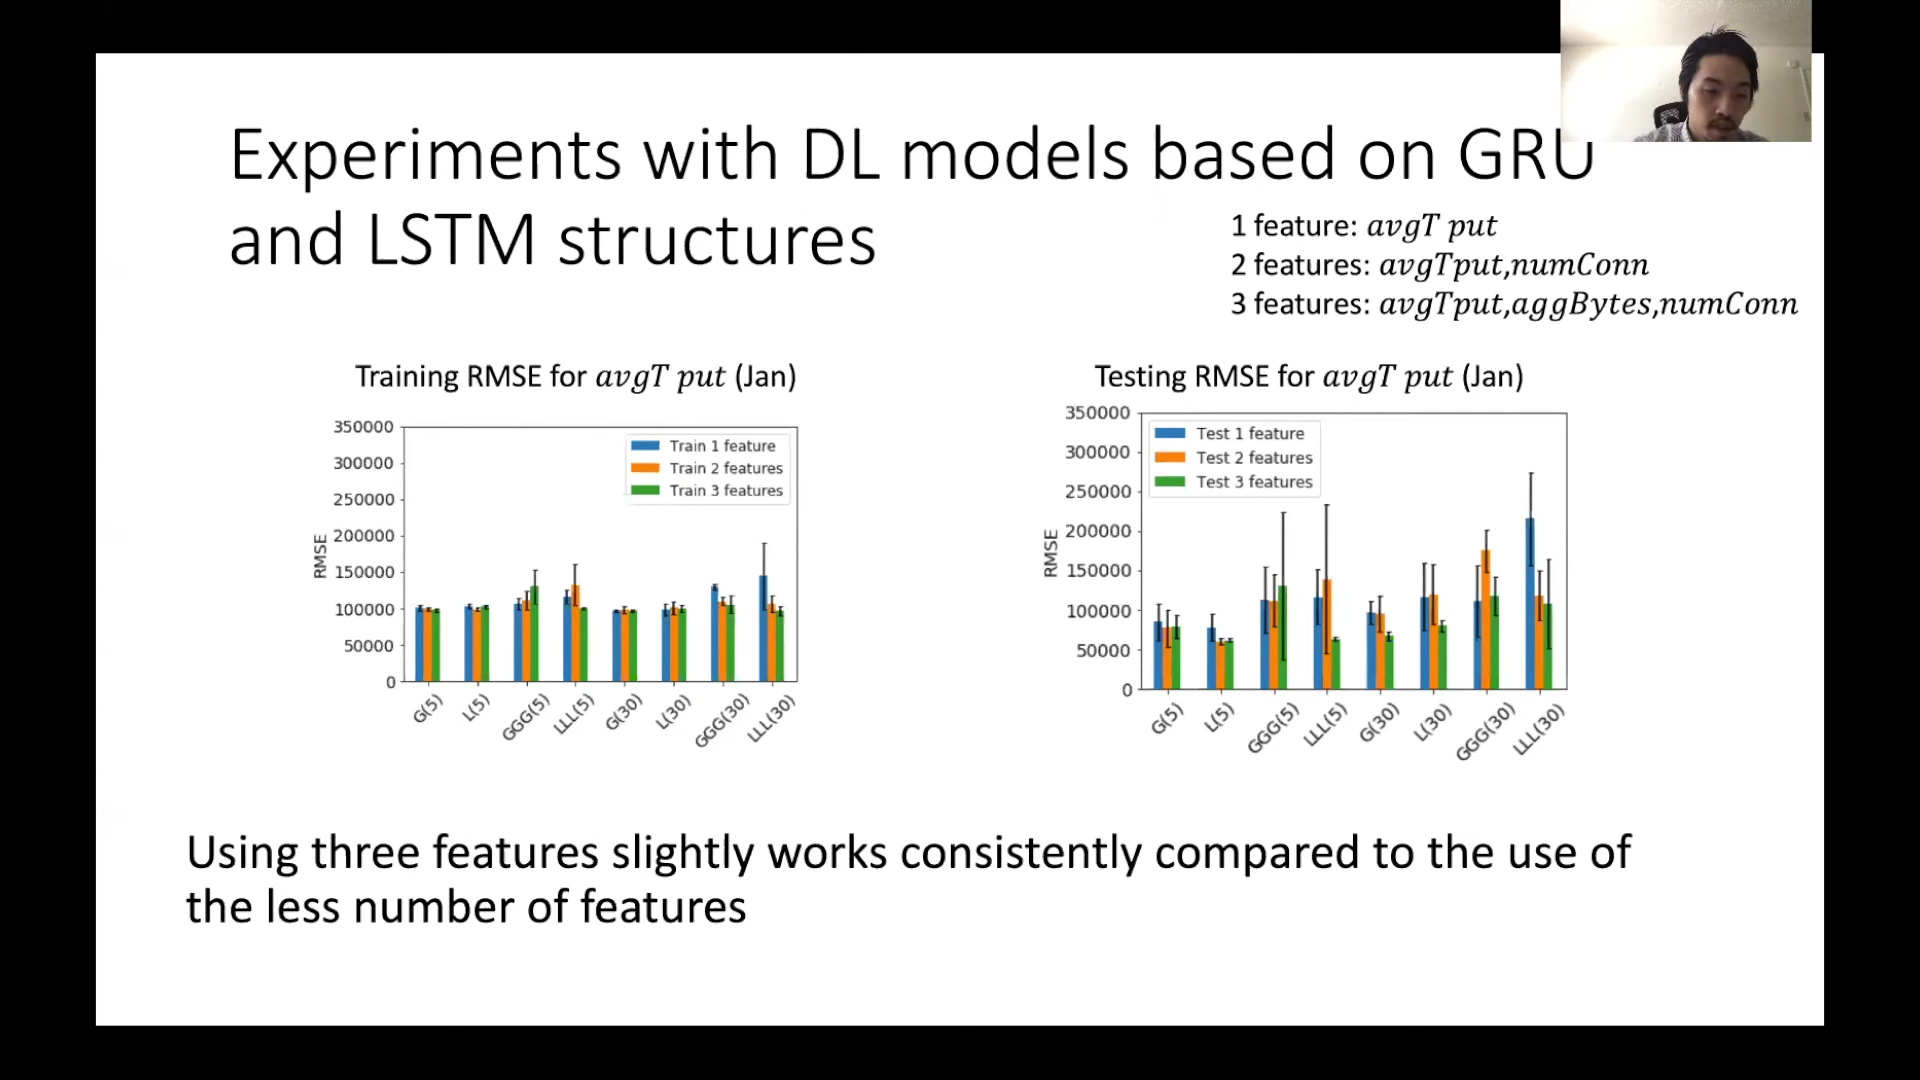 Experiments with DL models based on GRU
and LSTM structures
1 feature: avgT put
2 features: avgTput,numConn
3 features: avgTput,aggBytes,numConn
Training RMSE for avgT put (Jan)
350000
300000
250000
200000
150000
100000
50000
0
RMSE
Train 1 feature
Train 2 features
Train 3 features
G(5)
L(5)
GGG(5)
LLL(5)
G(30)
L(30)
GGG(30)
LLL(30)
Testing RMSE for avgT put (Jan)
350000
300000
250000
200000
150000
100000
50000
0
RMSE
Test 1 feature
Test 2 features
Test 3 features
G(5)
L(5)
GGG(5)
LLL(5)
G(30)
L(30)
GGG(30)
LLL(30)
Using three features slightly works consistently compared to the use of
the less number of features